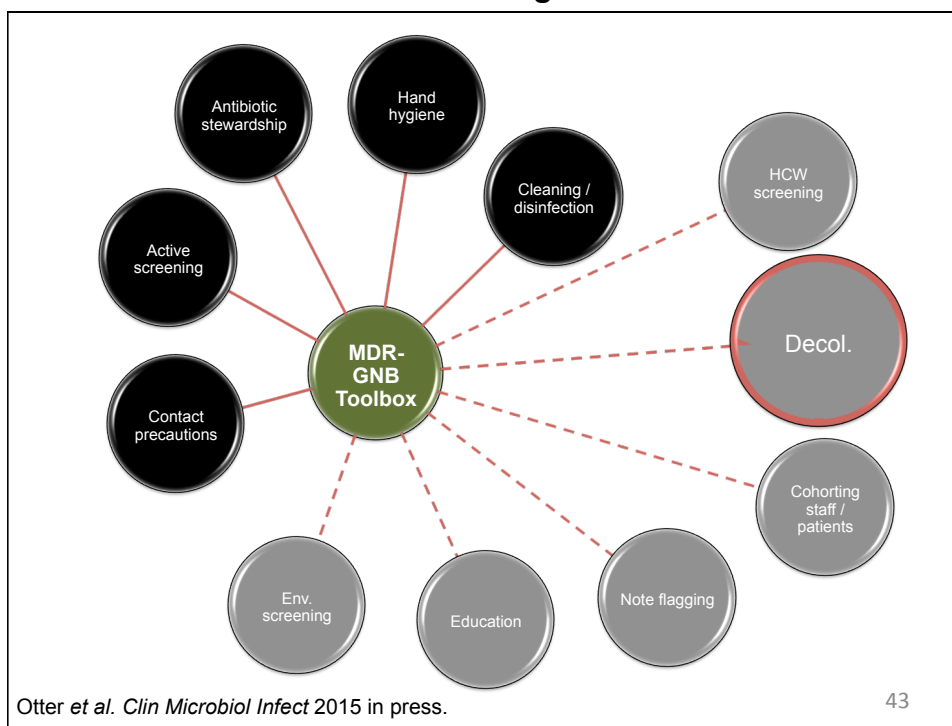 Antibiotic
stewardship
Hand
hygiene
Cleaning /
disinfection
HCW
screening
Active
screening
Decol.
MDR-
GNB
Toolbox
Contact
precautions
Cohorting
staff /
patients
Env.
screening
Education
Note flagging
Otter et al. Clin Microbiol Infect 2015 in press.
43